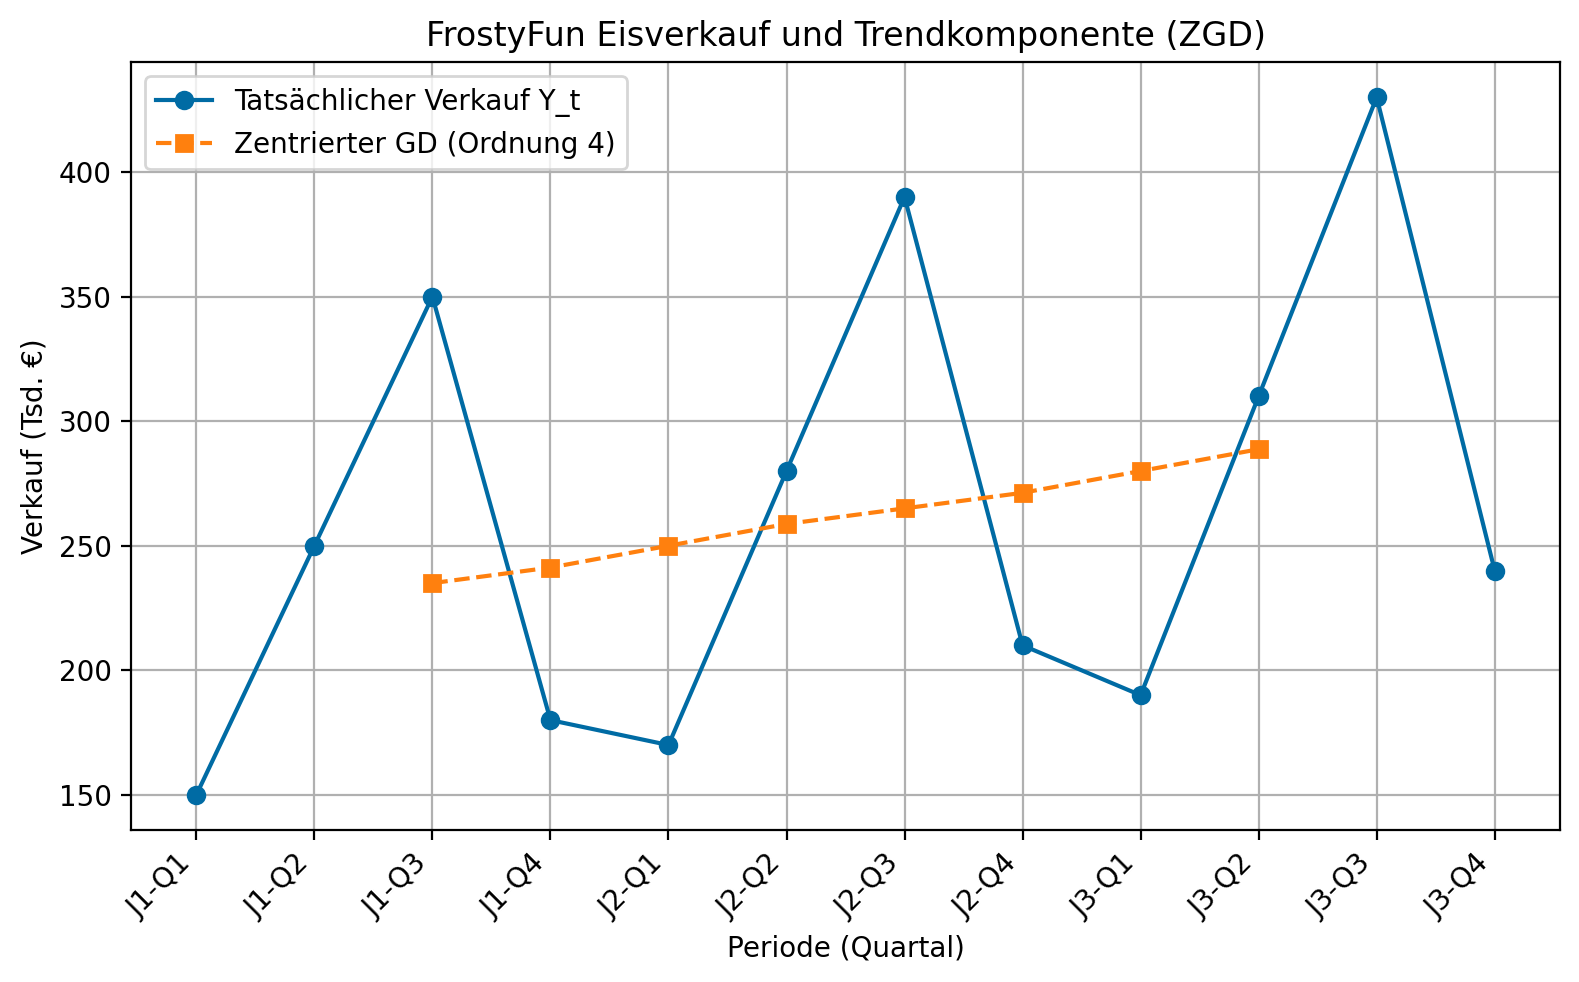 FrostyFun Eisverkauf und Trendkomponente (ZGD)
Tatsächlicher Verkauf Y_t
Zentrierter GD (Ordnung 4)
Verkauf (Tsd. €)
400
350
300
250
200
150
J1-Q1
J1-Q2
J1-Q3
J1-Q4
J2-Q1
J2-Q2
J2-Q3
J2-Q4
J3-Q1
J3-Q2
J3-Q3
J3-Q4
Periode (Quartal)